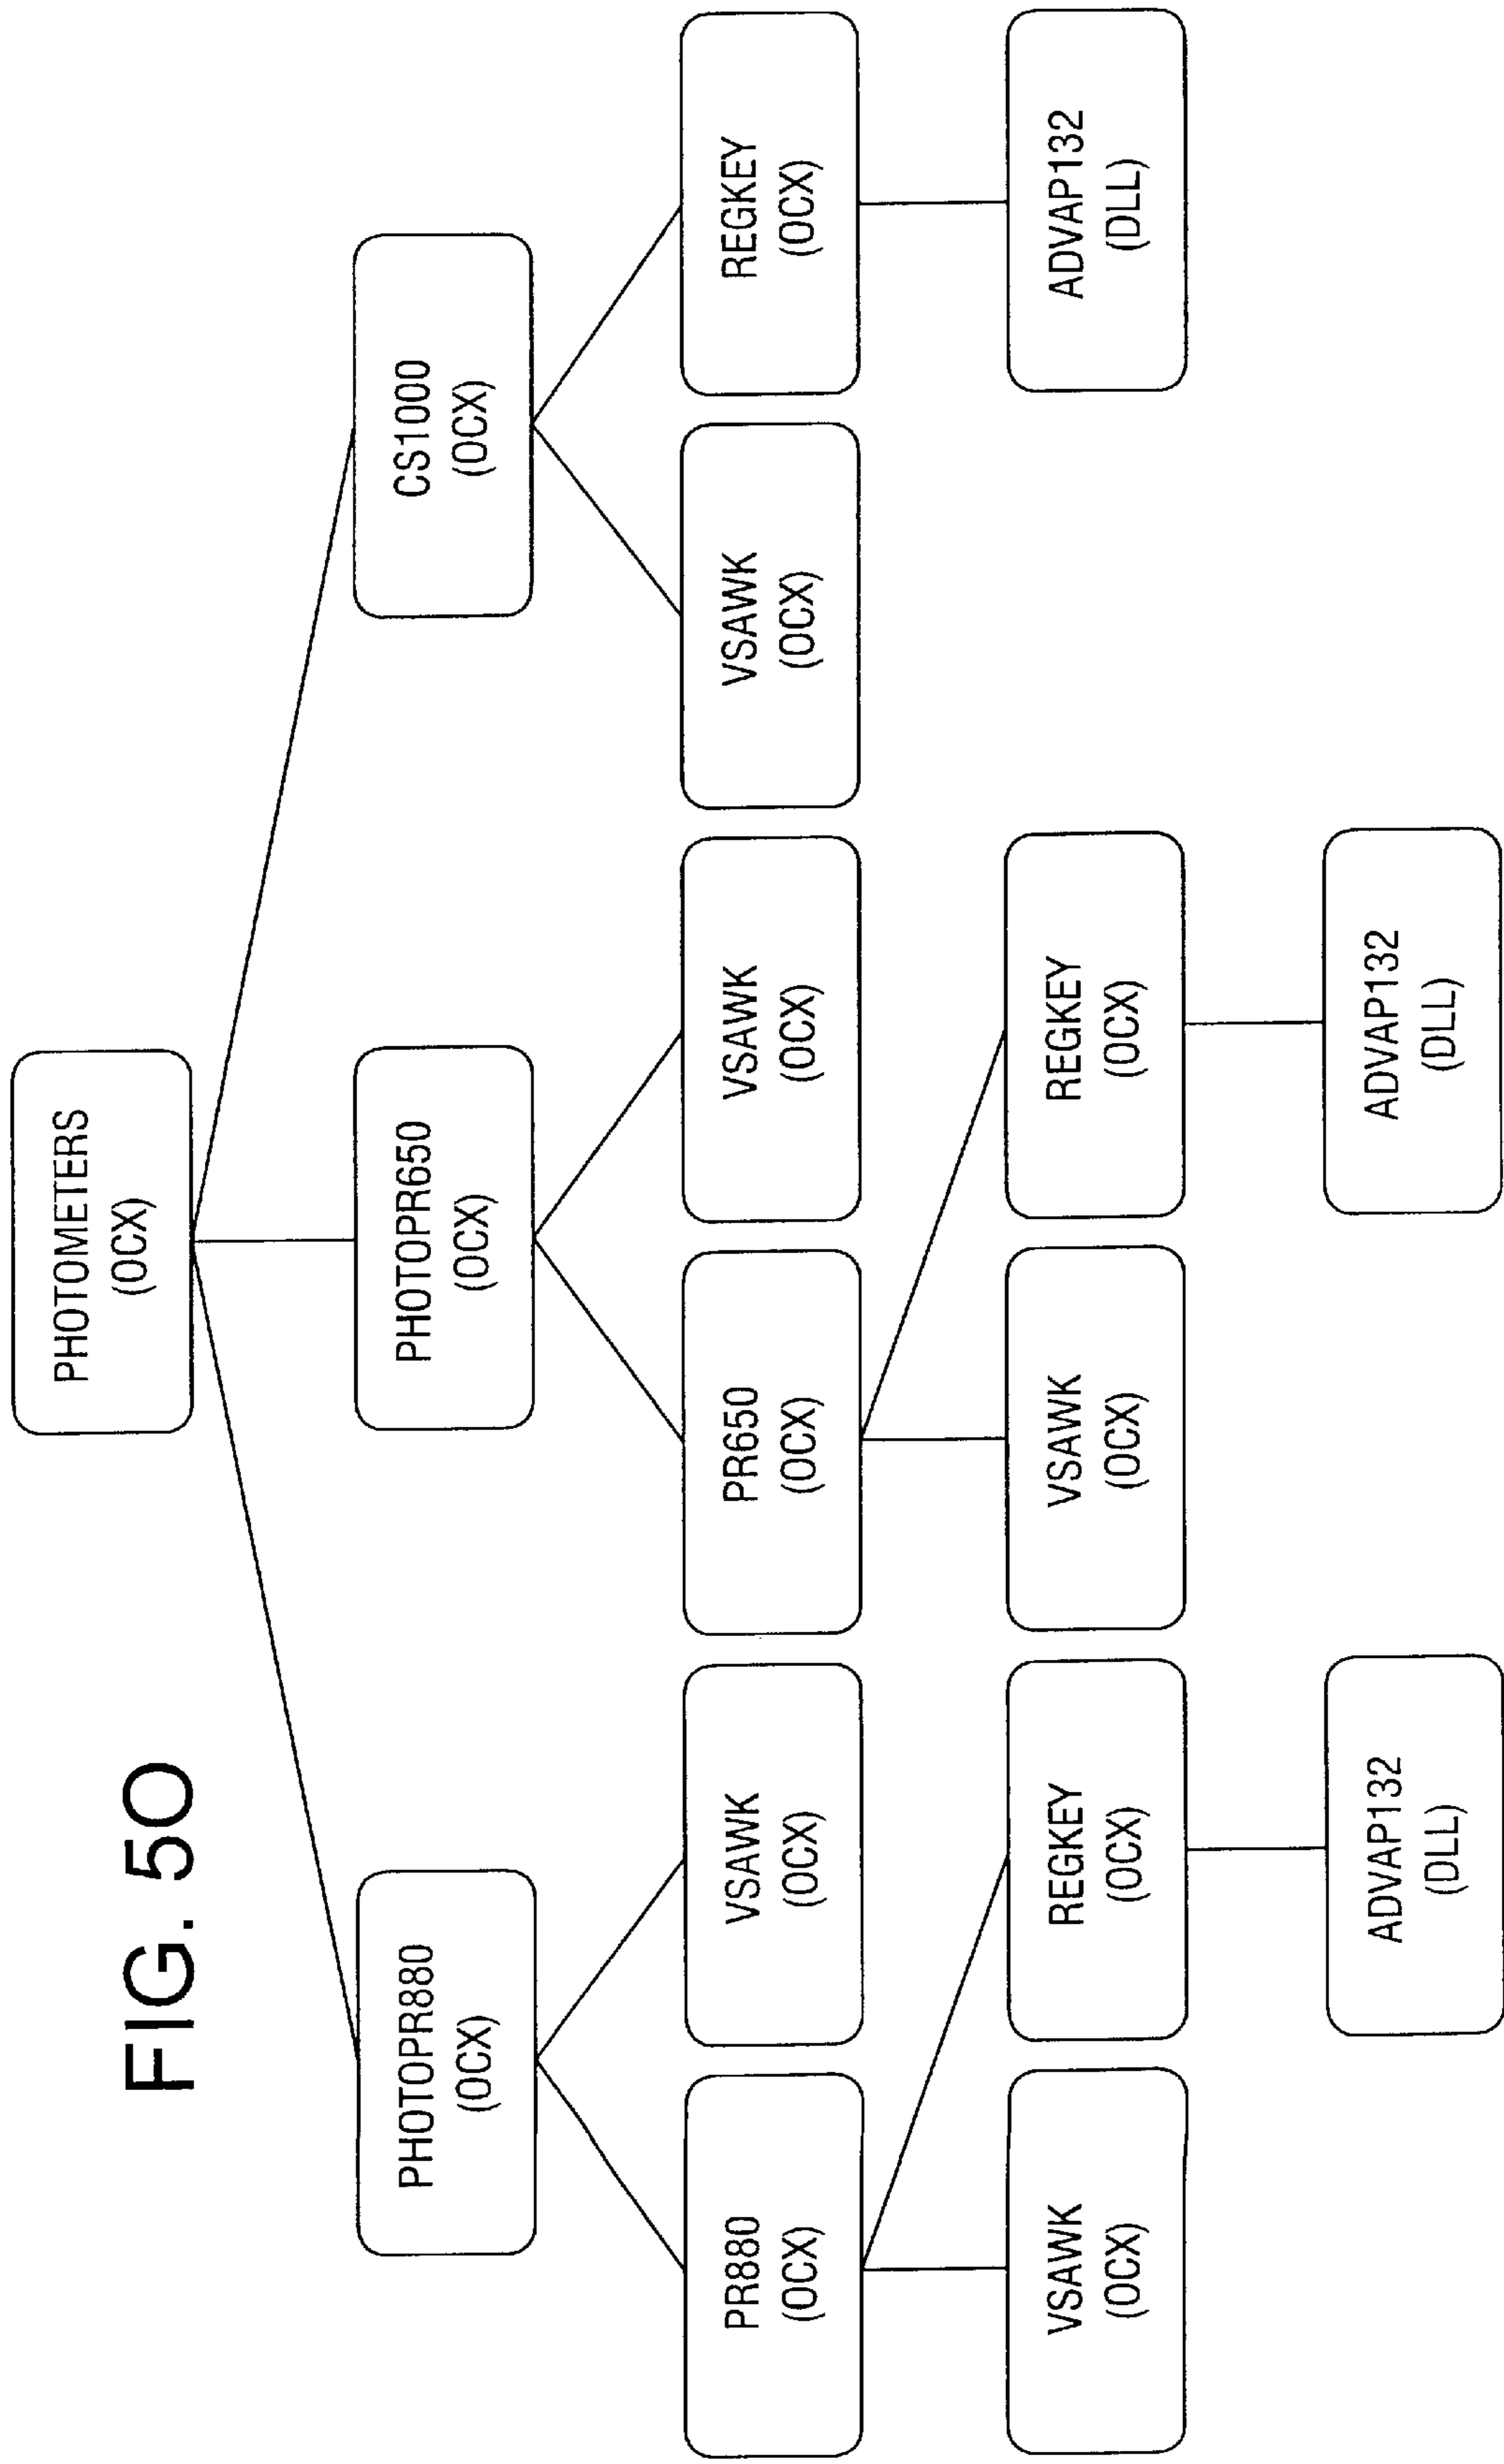 FIG. 5O
PHOTOMETERS
(OCX)
PHOTOPR880
(OCX)
PHOTOPR650
(OCX)
CS1000
(OCX)
PR880
(OCX)
VSAWK
(OCX)
PR650
(OCX)
VSAWK
(OCX)
VSAWK
(OCX)
REGKEY
(OCX)
VSAWK
(OCX)
REGKEY
(OCX)
VSAWK
(OCX)
REGKEY
(OCX)
ADVAP132
(DLL)
ADVAP132
(DLL)
ADVAP132
(DLL)